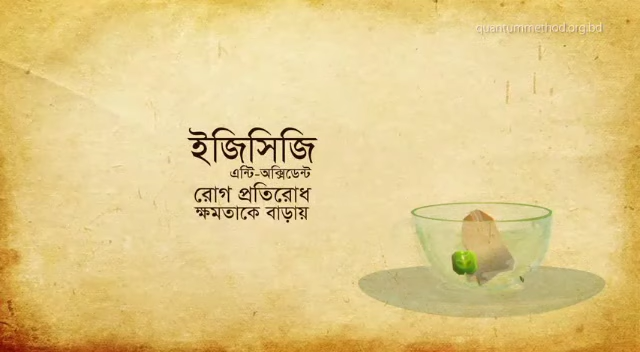 quantummethod.org.bd
ইজিসিজি
এন্টি-অক্সিডেন্ট
রোগ প্রতিরোধ
ক্ষমতাকে বাড়ায়